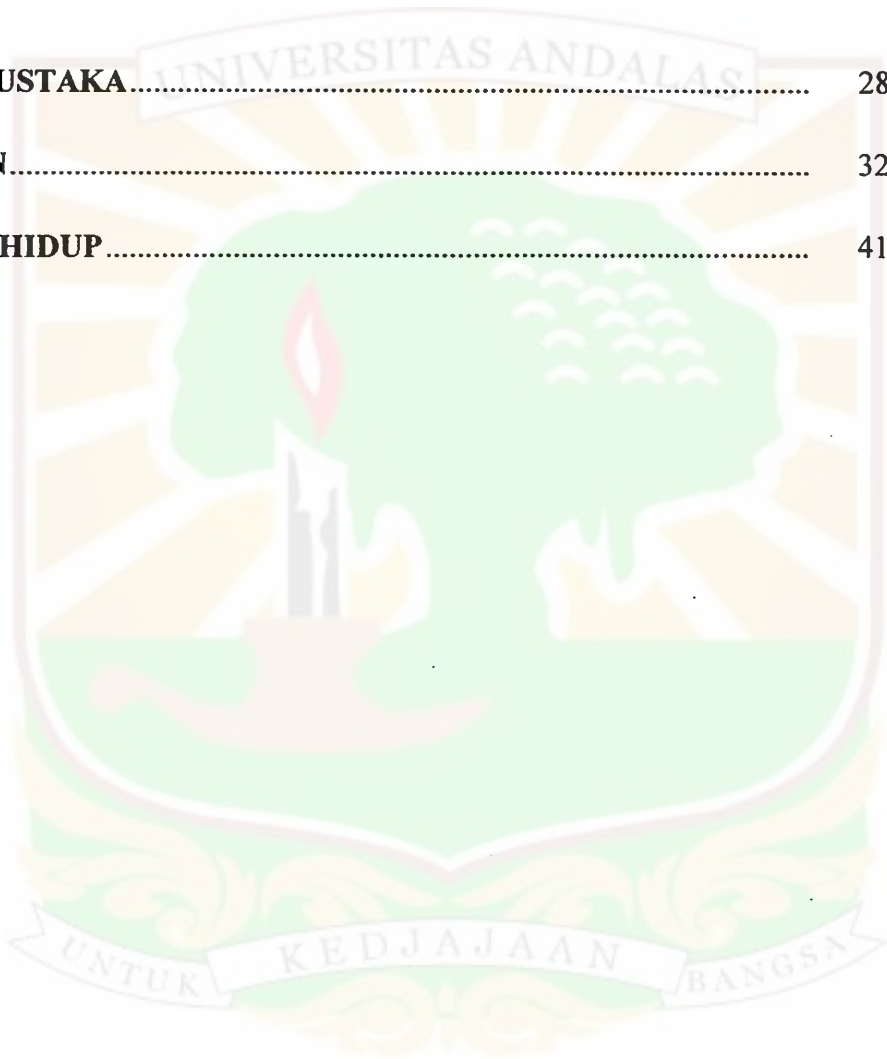 UNIVERSITAS ANDALAS
USTAKA........................................................................................ 28
N........................................................................................ 32
HIDUP........................................................................................ 41
UNTUK KEDJAJAAN BANGSA